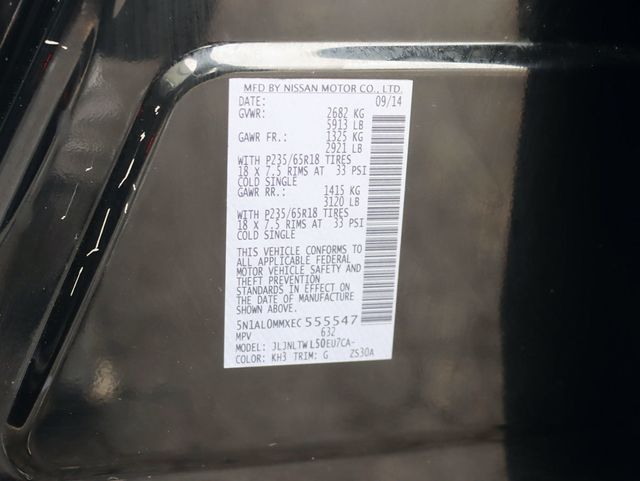 MFD BY NISSAN MOTOR CO., LTD.
DATE: 09/14
GVWR: 2682 KG
5913 LB
GAWR FR.: 1325 KG
2921 LB
WITH P235/65R18 TIRES
18 X 7.5 RIMS AT 33 PSI
COLD SINGLE
GAWR RR.: 1415 KG
3120 LB
WITH P235/65R18 TIRES
18 X 7.5 RIMS AT 33 PSI
COLD SINGLE
THIS VEHICLE CONFORMS TO
ALL APPLICABLE FEDERAL
MOTOR VEHICLE SAFETY AND
THEFT PREVENTION
STANDARDS IN EFFECT ON
THE DATE OF MANUFACTURE
SHOWN ABOVE.
5N1AL0MMXEC555547
MPV 632
MODEL: JLJNLTWL50EU7CA-
COLOR: KH3 TRIM: G ZS30A